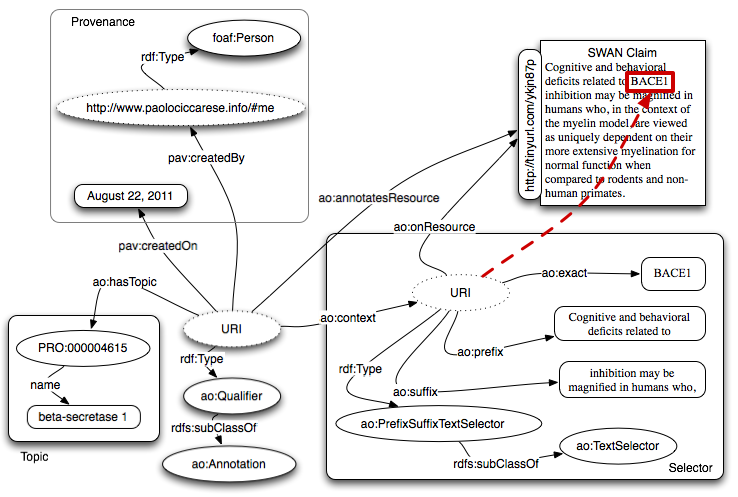 Provenance
foaf:Person
rdf:Type
http://www.paolociccarese.info/#me
pav:createdBy
August 22, 2011
pav:createdOn
http://tinyurl.com/ykjn87p
SWAN Claim
Cognitive and behavioral
deficits related to BACE1
inhibition may be magnified in
humans who, in the context of
the myelin model, are viewed
as uniquely dependent on their
more extensive myelination for
normal function when
compared to rodents and non-
human primates.
ao:annotatesResource
ao:onResource
ao:hasTopic
URI
ao:context
URI
ao:exact
BACE1
ao:prefix
Cognitive and behavioral
deficits related to
ao:suffix
inhibition may be
magnified in humans who,
rdf:Type
ao:PrefixSuffixTextSelector
rdfs:subClassOf
ao:TextSelector
Selector
PRO:000004615
name
beta-secretase 1
Topic
rdf:Type
ao:Qualifier
rdfs:subClassOf
ao:Annotation